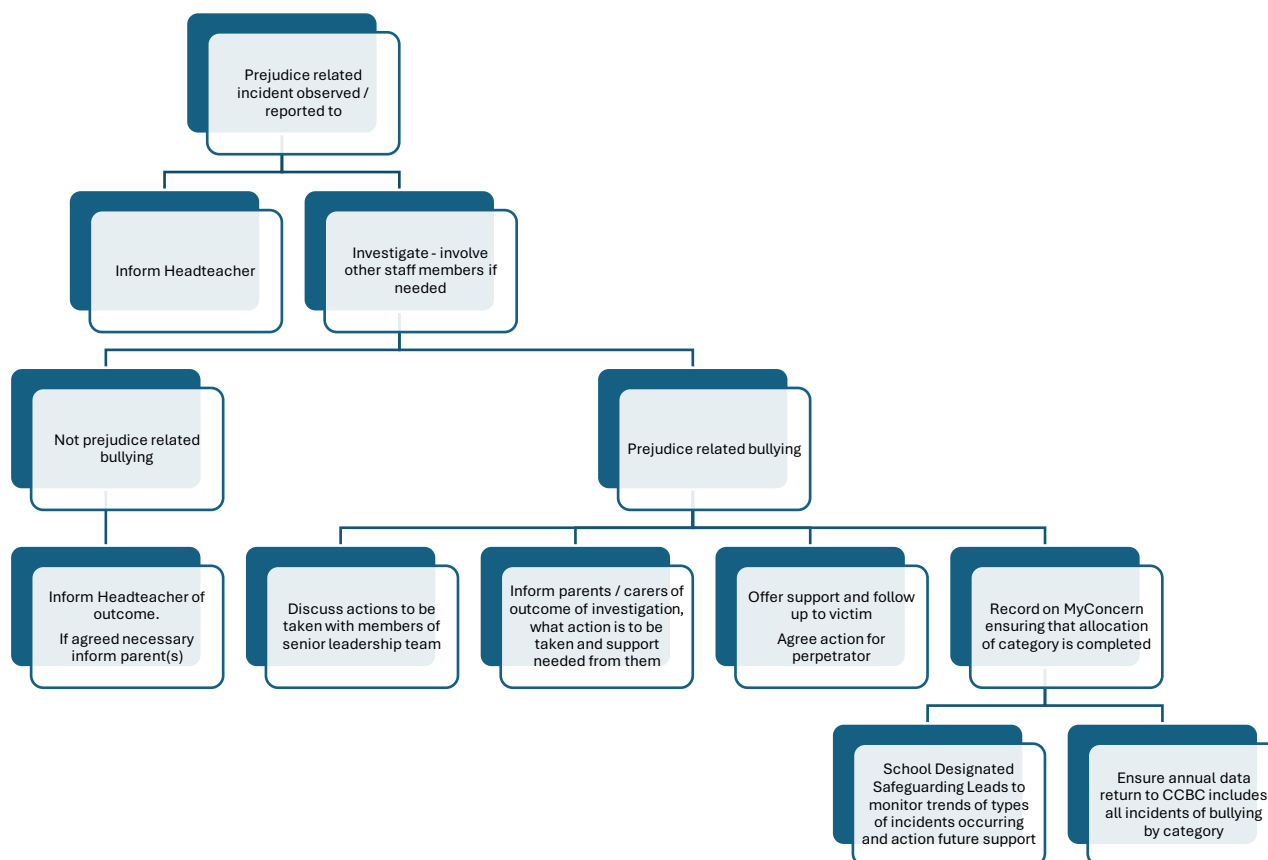 Prejudice related
incident observed /
reported to
Inform Headteacher
Investigate - involve
other staff members if
needed
Not prejudice related
bullying
Prejudice related bullying
Inform Headteacher of
outcome.
If agreed necessary
inform parent(s)
Discuss actions to be
taken with members of
senior leadership team
Inform parents / carers of
outcome of investigation,
what action is to be
taken and support
needed from them
Offer support and follow
up to victim
Agree action for
perpetrator
Record on MyConcern
ensuring that allocation
of category is completed
School Designated
Safeguarding Leads to
monitor trends of types
of incidents occurring
and action future support
Ensure annual data
return to CCBC includes
all incidents of bullying
by category